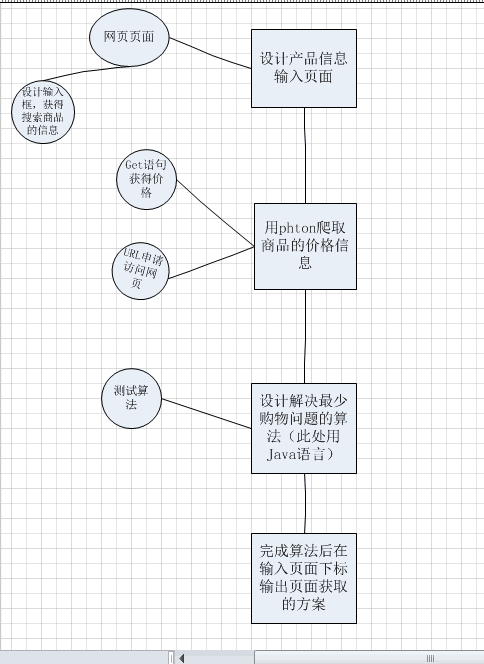 网页页面
设计产品信息
输入页面
设计输入
框，获得
搜索商品
的信息
Get语句
获得价
格
用phton爬取
商品的价格信
息
URL申请
访问网
页
测试算
法
设计解决最少
购物问题的算
法（此处用
Java语言）
完成算法后在
输入页面下标
输出页面获取
的方案